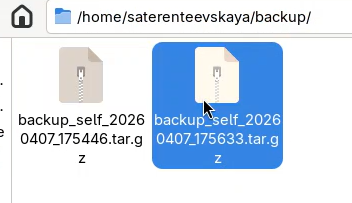 /home/saterenteevskaya/backup/
backup_self_2026
0407_175446.tar.g
z
backup_self_2026
0407_175633.tar.g
z
.
.
e